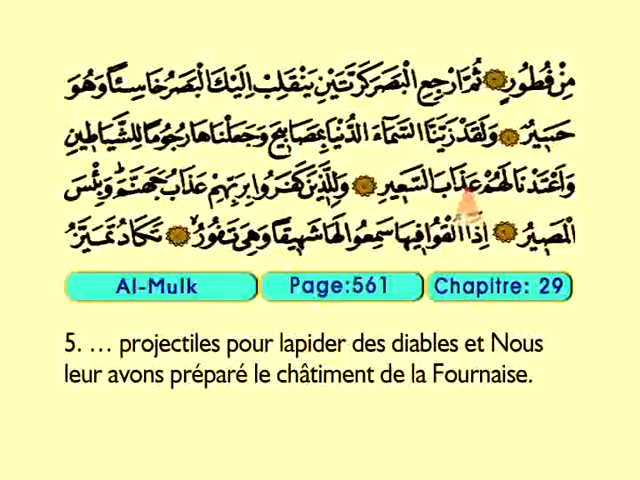 مِنْ فُطُورٍ ثُمَّ ارْجِعِ الْبَصَرَ كَرَّتَيْنِ يَنْقَلِبْ اِلَيْكَ الْبَصَرُ خَاسِئًا وَهُوَ
حَسِيرٌ وَلَقَدْ زَيَّنَّا السَّمَاءَ الدُّنْيَا بِمَصَابِيحَ وَجَعَلْنَاهَا رُجُومًا لِلشَّيَاطِينِ
وَاَعْتَدْنَا لَهُمْ عَذَابَ السَّعِيرِ وَلِلَّذِينَ كَفَرُوا بِرَبِّهِمْ عَذَابُ جَهَنَّمَ وَبِئْسَ
الْمَصِيرُ اِذَا اُلْقُوا فِيهَا سَمِعُوا لَهَا شَهِيقًا وَهِىَ تَفُورُ تَكَادُ تَمَيَّزُ
Al-Mulk Page:561 Chapitre: 29
5. ... projectiles pour lapider des diables et Nous
leur avons préparé le châtiment de la Fournaise.